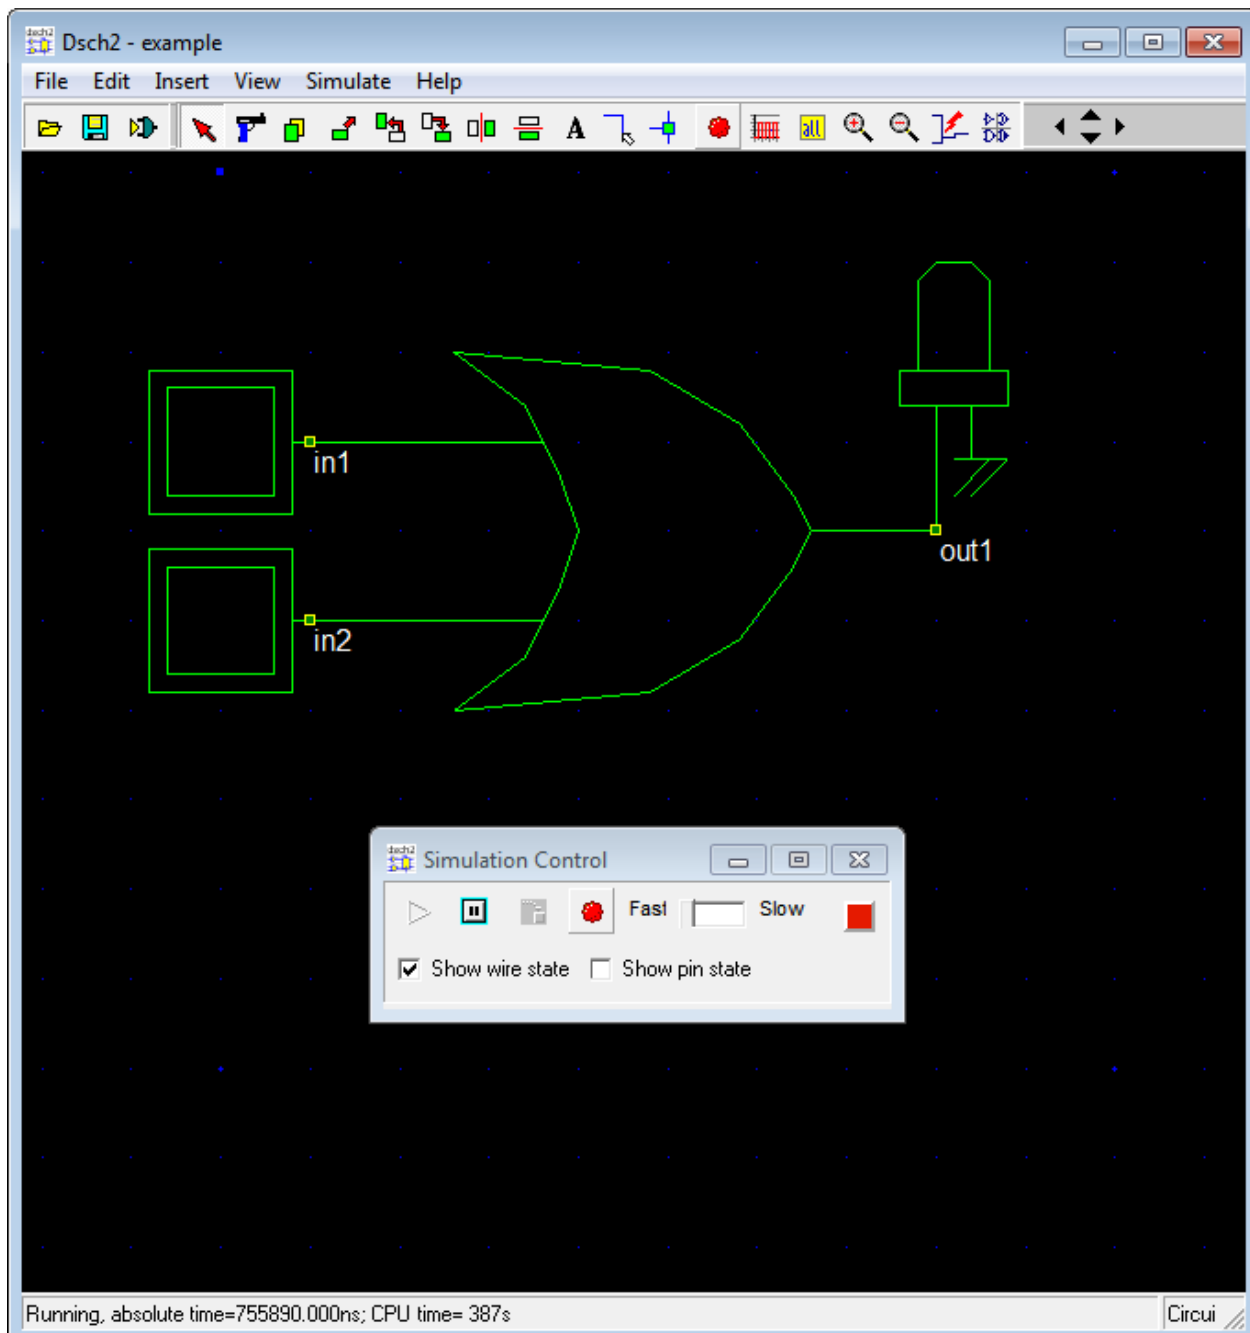 Dsch2 - example
File Edit Insert View Simulate Help
A
all
in1
in2
out1
Simulation Control
Fast Slow
Show wire state Show pin state
Running, absolute time=755890.000ns; CPU time= 387s
Circui